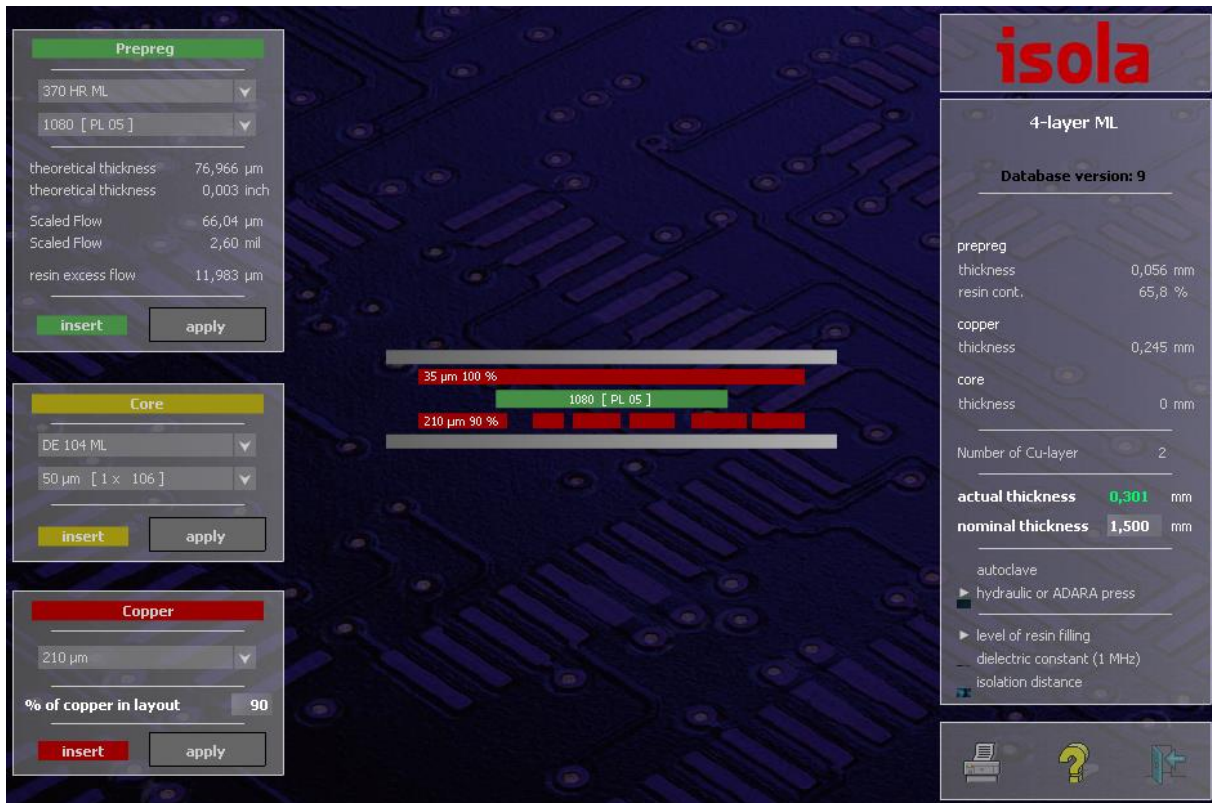 Prepreg
370 HR ML
1080 [ PL 05 ]
theoretical thickness 76,966 µm
theoretical thickness 0,003 inch
Scaled Flow 66,04 µm
Scaled Flow 2,60 mil
resin excess flow 11,983 µm
insert apply
Core
DE 104 ML
50 µm [ 1 x 106 ]
insert apply
Copper
210 µm
% of copper in layout 90
insert apply
35 µm 100 %
1080 [ PL 05 ]
210 µm 90 %
isola
4-layer ML
Database version: 9
prepreg
thickness 0,056 mm
resin cont. 65,8 %
copper
thickness 0,245 mm
core
thickness 0 mm
Number of Cu-layer 2
actual thickness 0,301 mm
nominal thickness 1,500 mm
autoclave
hydraulic or ADARA press
level of resin filling
dielectric constant (1 MHz)
isolation distance